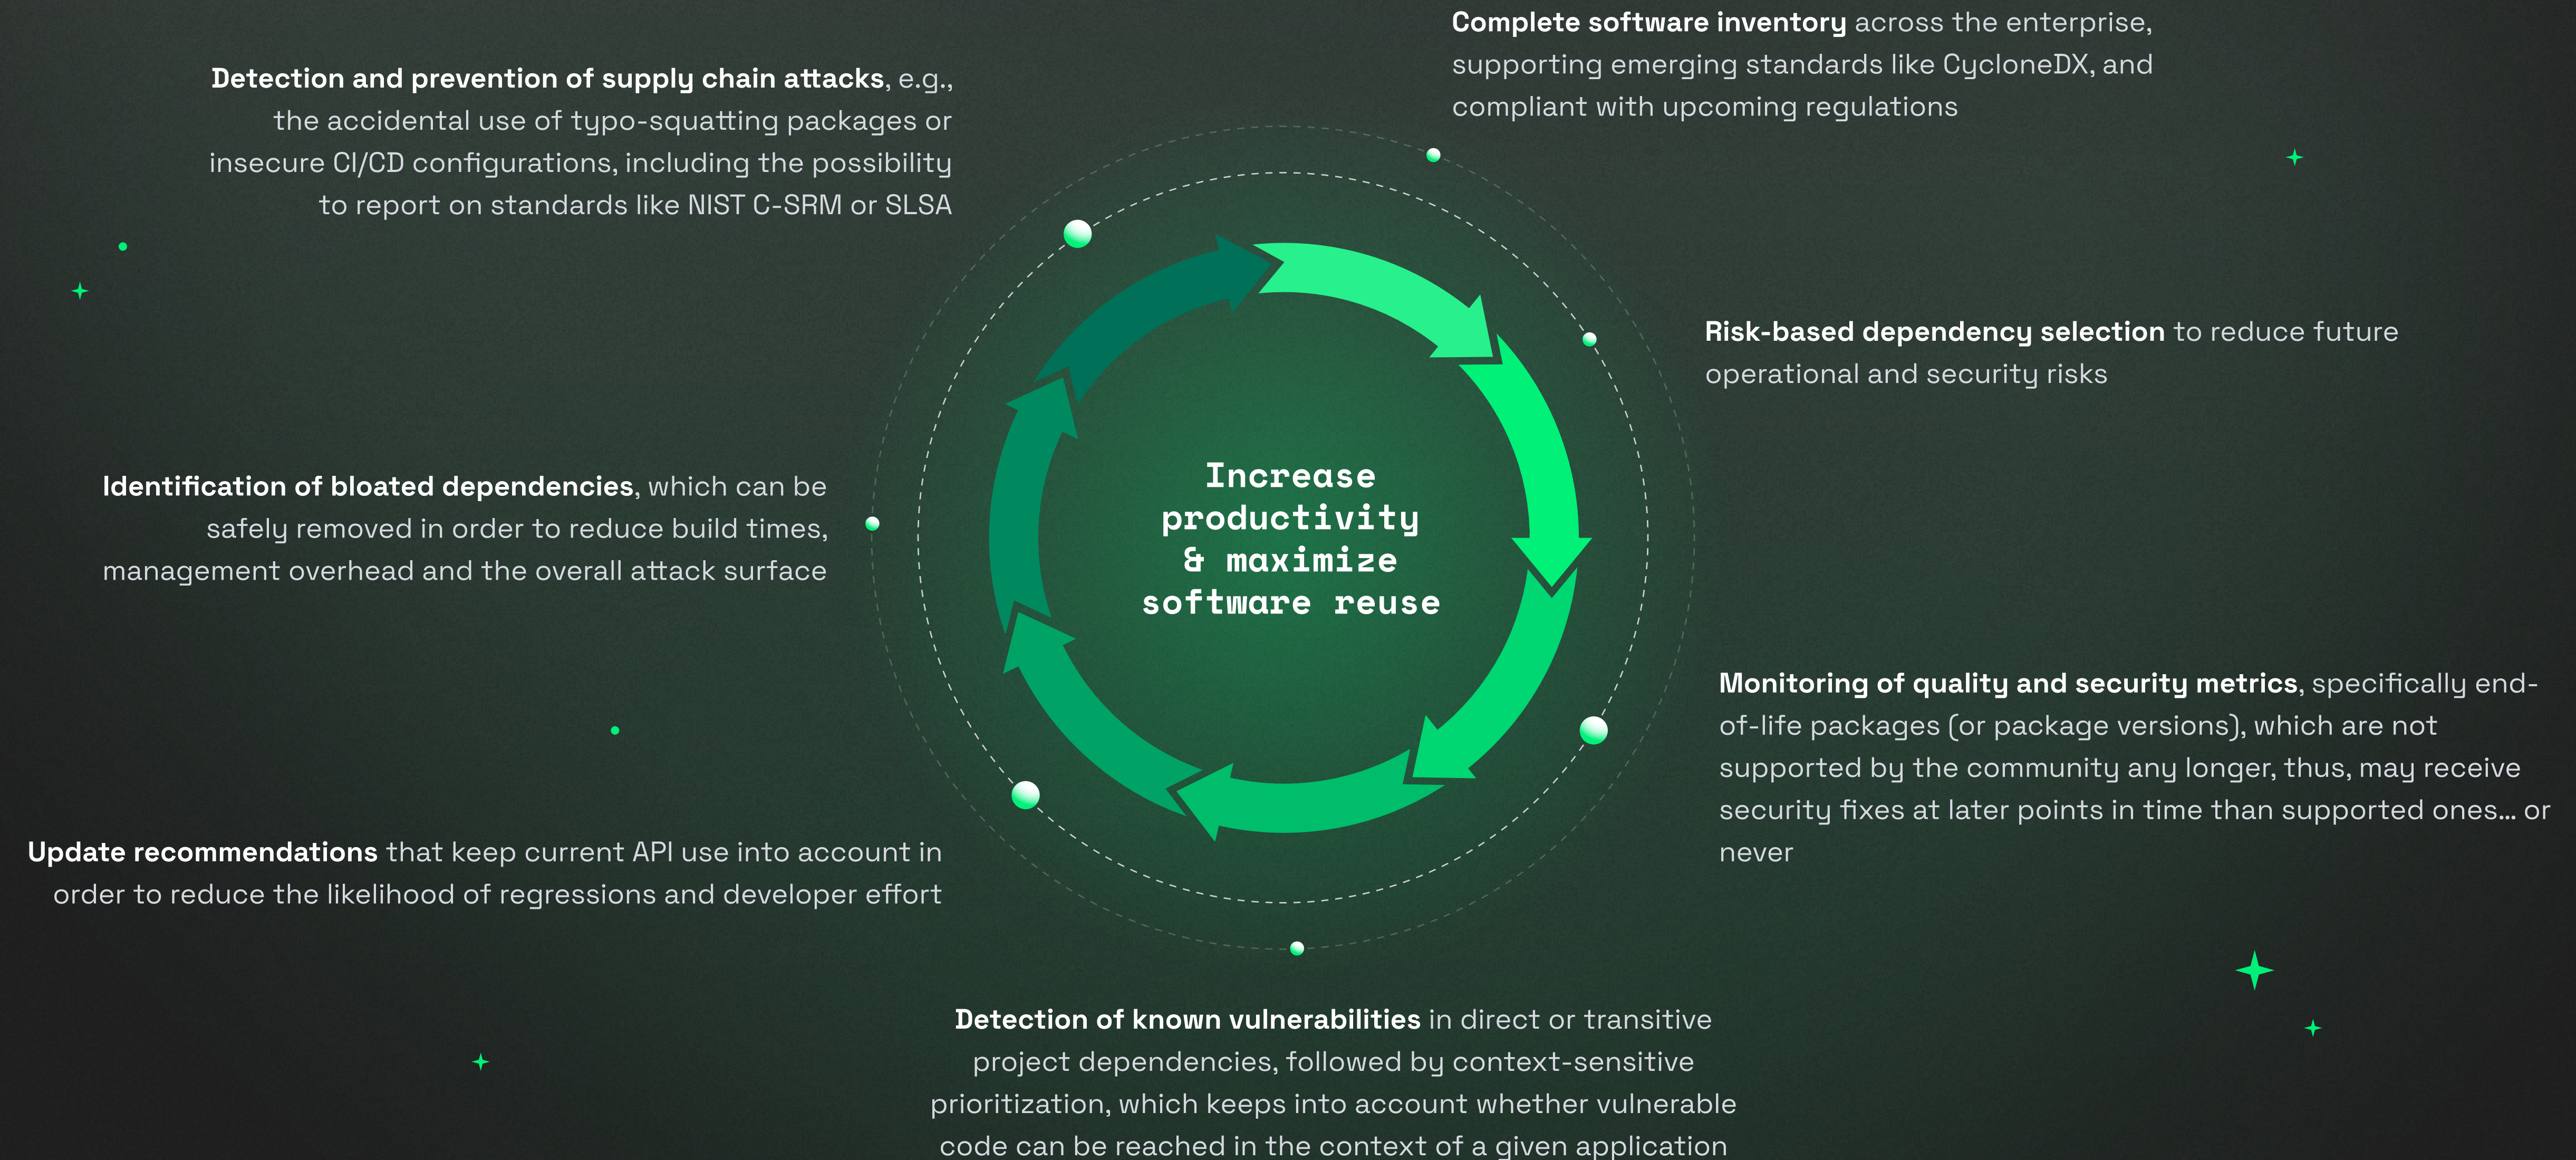 Complete software inventory across the enterprise,
supporting emerging standards like CycloneDX, and
compliant with upcoming regulations
Detection and prevention of supply chain attacks, e.g.,
the accidental use of typo-squatting packages or
insecure CI/CD configurations, including the possibility
to report on standards like NIST C-SRM or SLSA
Risk-based dependency selection to reduce future
operational and security risks
Identification of bloated dependencies, which can be
safely removed in order to reduce build times,
management overhead and the overall attack surface
Increase
productivity
& maximize
software reuse
Monitoring of quality and security metrics, specifically end-
of-life packages (or package versions), which are not
supported by the community any longer, thus, may receive
security fixes at later points in time than supported ones... or
never
Update recommendations that keep current API use into account in
order to reduce the likelihood of regressions and developer effort
Detection of known vulnerabilities in direct or transitive
project dependencies, followed by context-sensitive
prioritization, which keeps into account whether vulnerable
code can be reached in the context of a given application